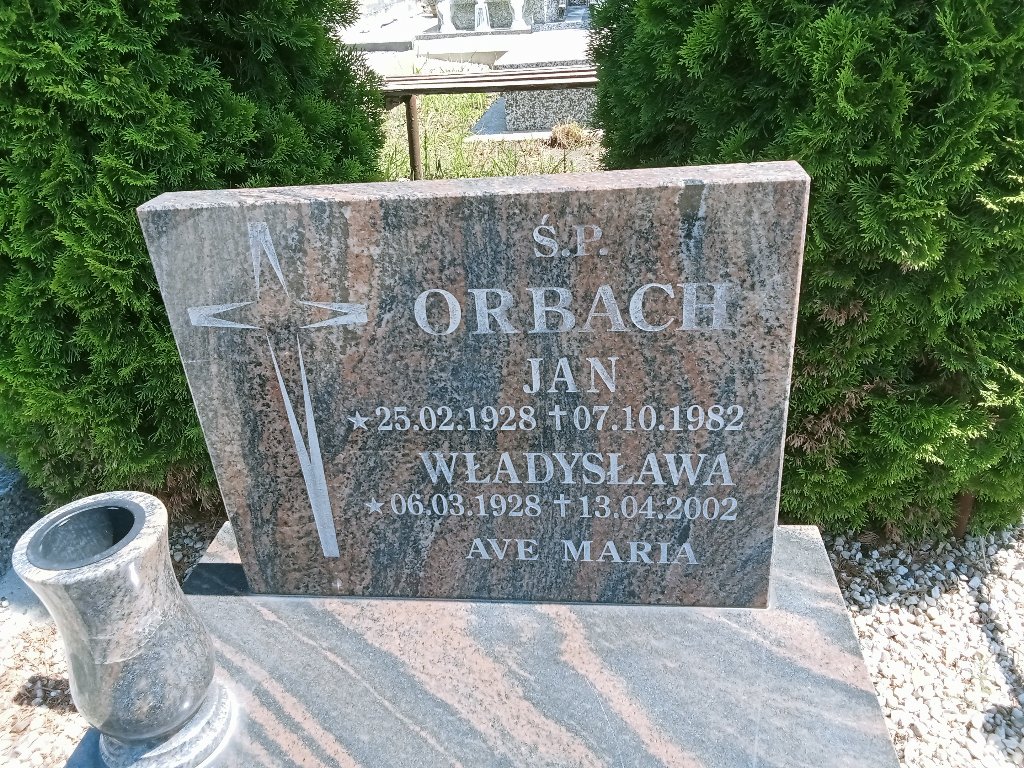 Ś.P.
ORBACH
JAN
★25.02.1928 ✝07.10.1982
WŁADYSŁAWA
★06.03.1928 ✝13.04.2002
AVE MARIA